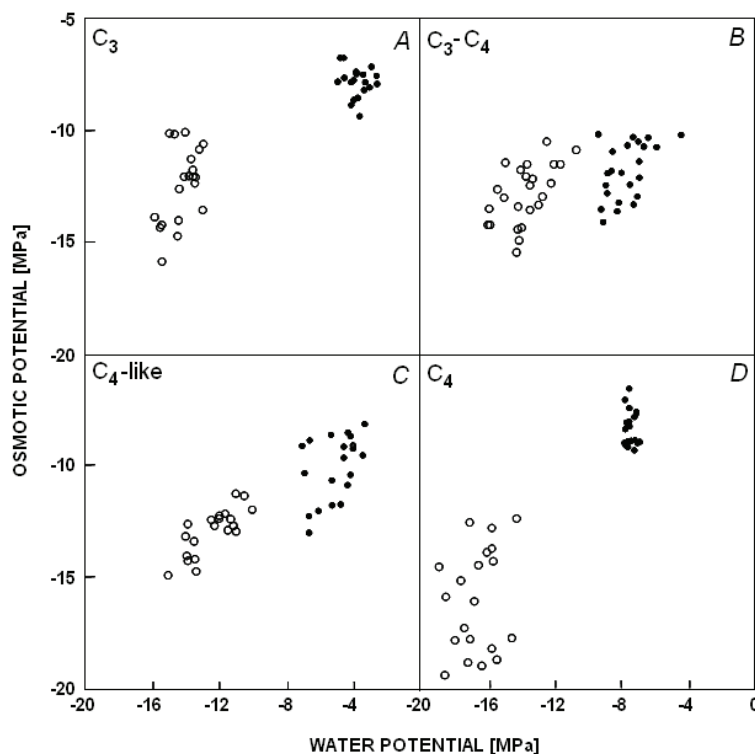 -5
C3
A
C3-C4
B
-10
-15
OSMOTIC POTENTIAL [MPa]
-20
C4-like
C
C4
D
-10
-15
-20
-20 -16 -12 -8 -4 -20 -16 -12 -8 -4 0
WATER POTENTIAL [MPa]